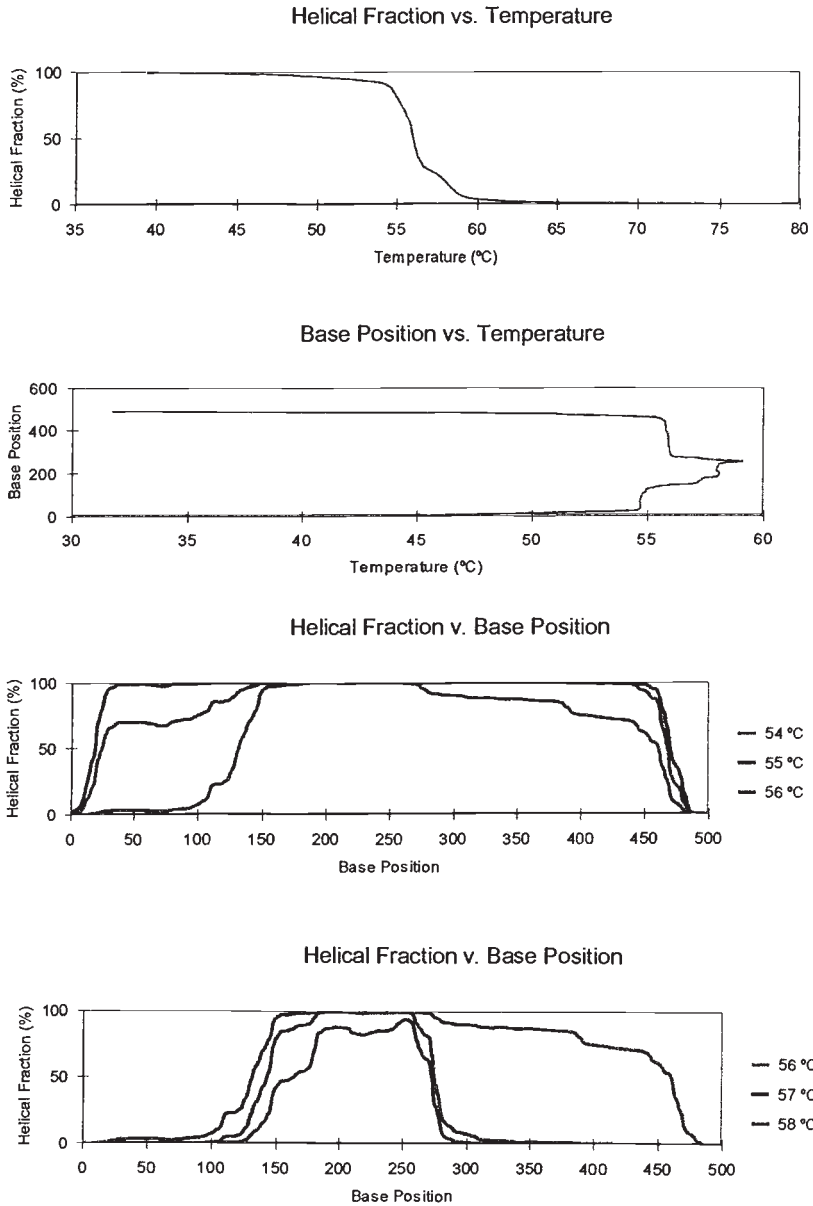 Helical Fraction vs. Temperature
Helical Fraction (%)
100
50
0
35 40 45 50 55 60 65 70 75 80
Temperature (ºC)
Base Position vs. Temperature
Base Position
600
400
200
0
30 35 40 45 50 55 60
Temperature (ºC)
Helical Fraction v. Base Position
Helical Fraction (%)
100
50
0
0 50 100 150 200 250 300 350 400 450 500
Base Position
54 ºC
55 ºC
56 ºC
Helical Fraction v. Base Position
Helical Fraction (%)
100
50
0
0 50 100 150 200 250 300 350 400 450 500
Base Position
56 ºC
57 ºC
58 ºC